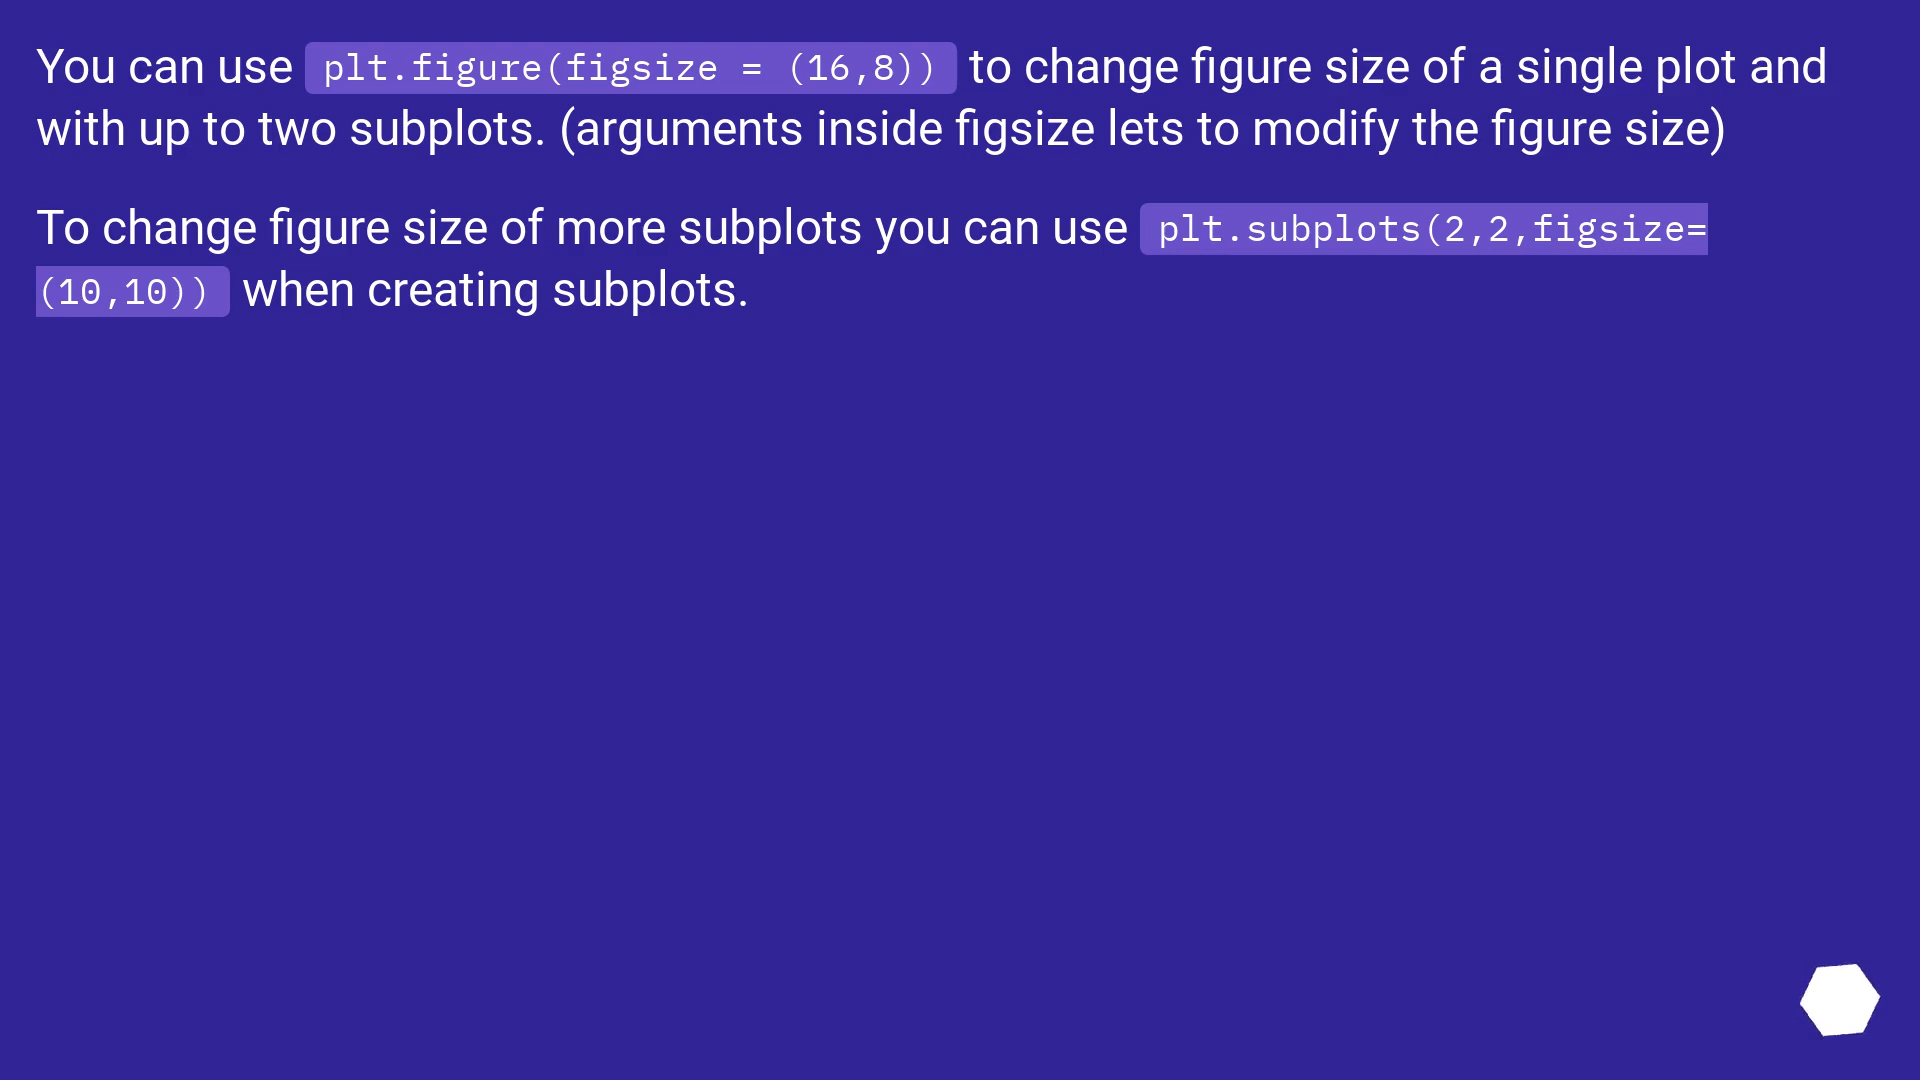 You can use plt.figure(figsize = (16,8)) to change figure size of a single plot and
with up to two subplots. (arguments inside figsize lets to modify the figure size)
To change figure size of more subplots you can use plt.subplots(2,2,figsize=
(10,10)) when creating subplots.